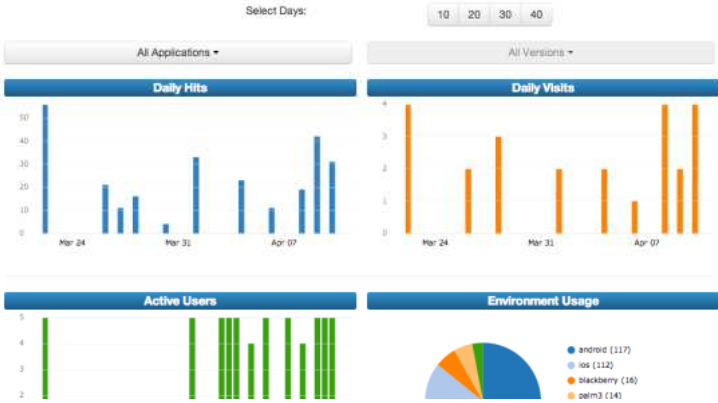 Select Days:
10 20 30 40
All Applications
All Versions
Daily Hits
50
40
30
20
10
0
Mar 24 Mar 31 Apr 07
Daily Visits
4
3
2
1
0
Mar 24 Mar 31 Apr 07
Active Users
5
4
3
2
Environment Usage
android (117)
ios (112)
blackberry (16)
palm3 (14)